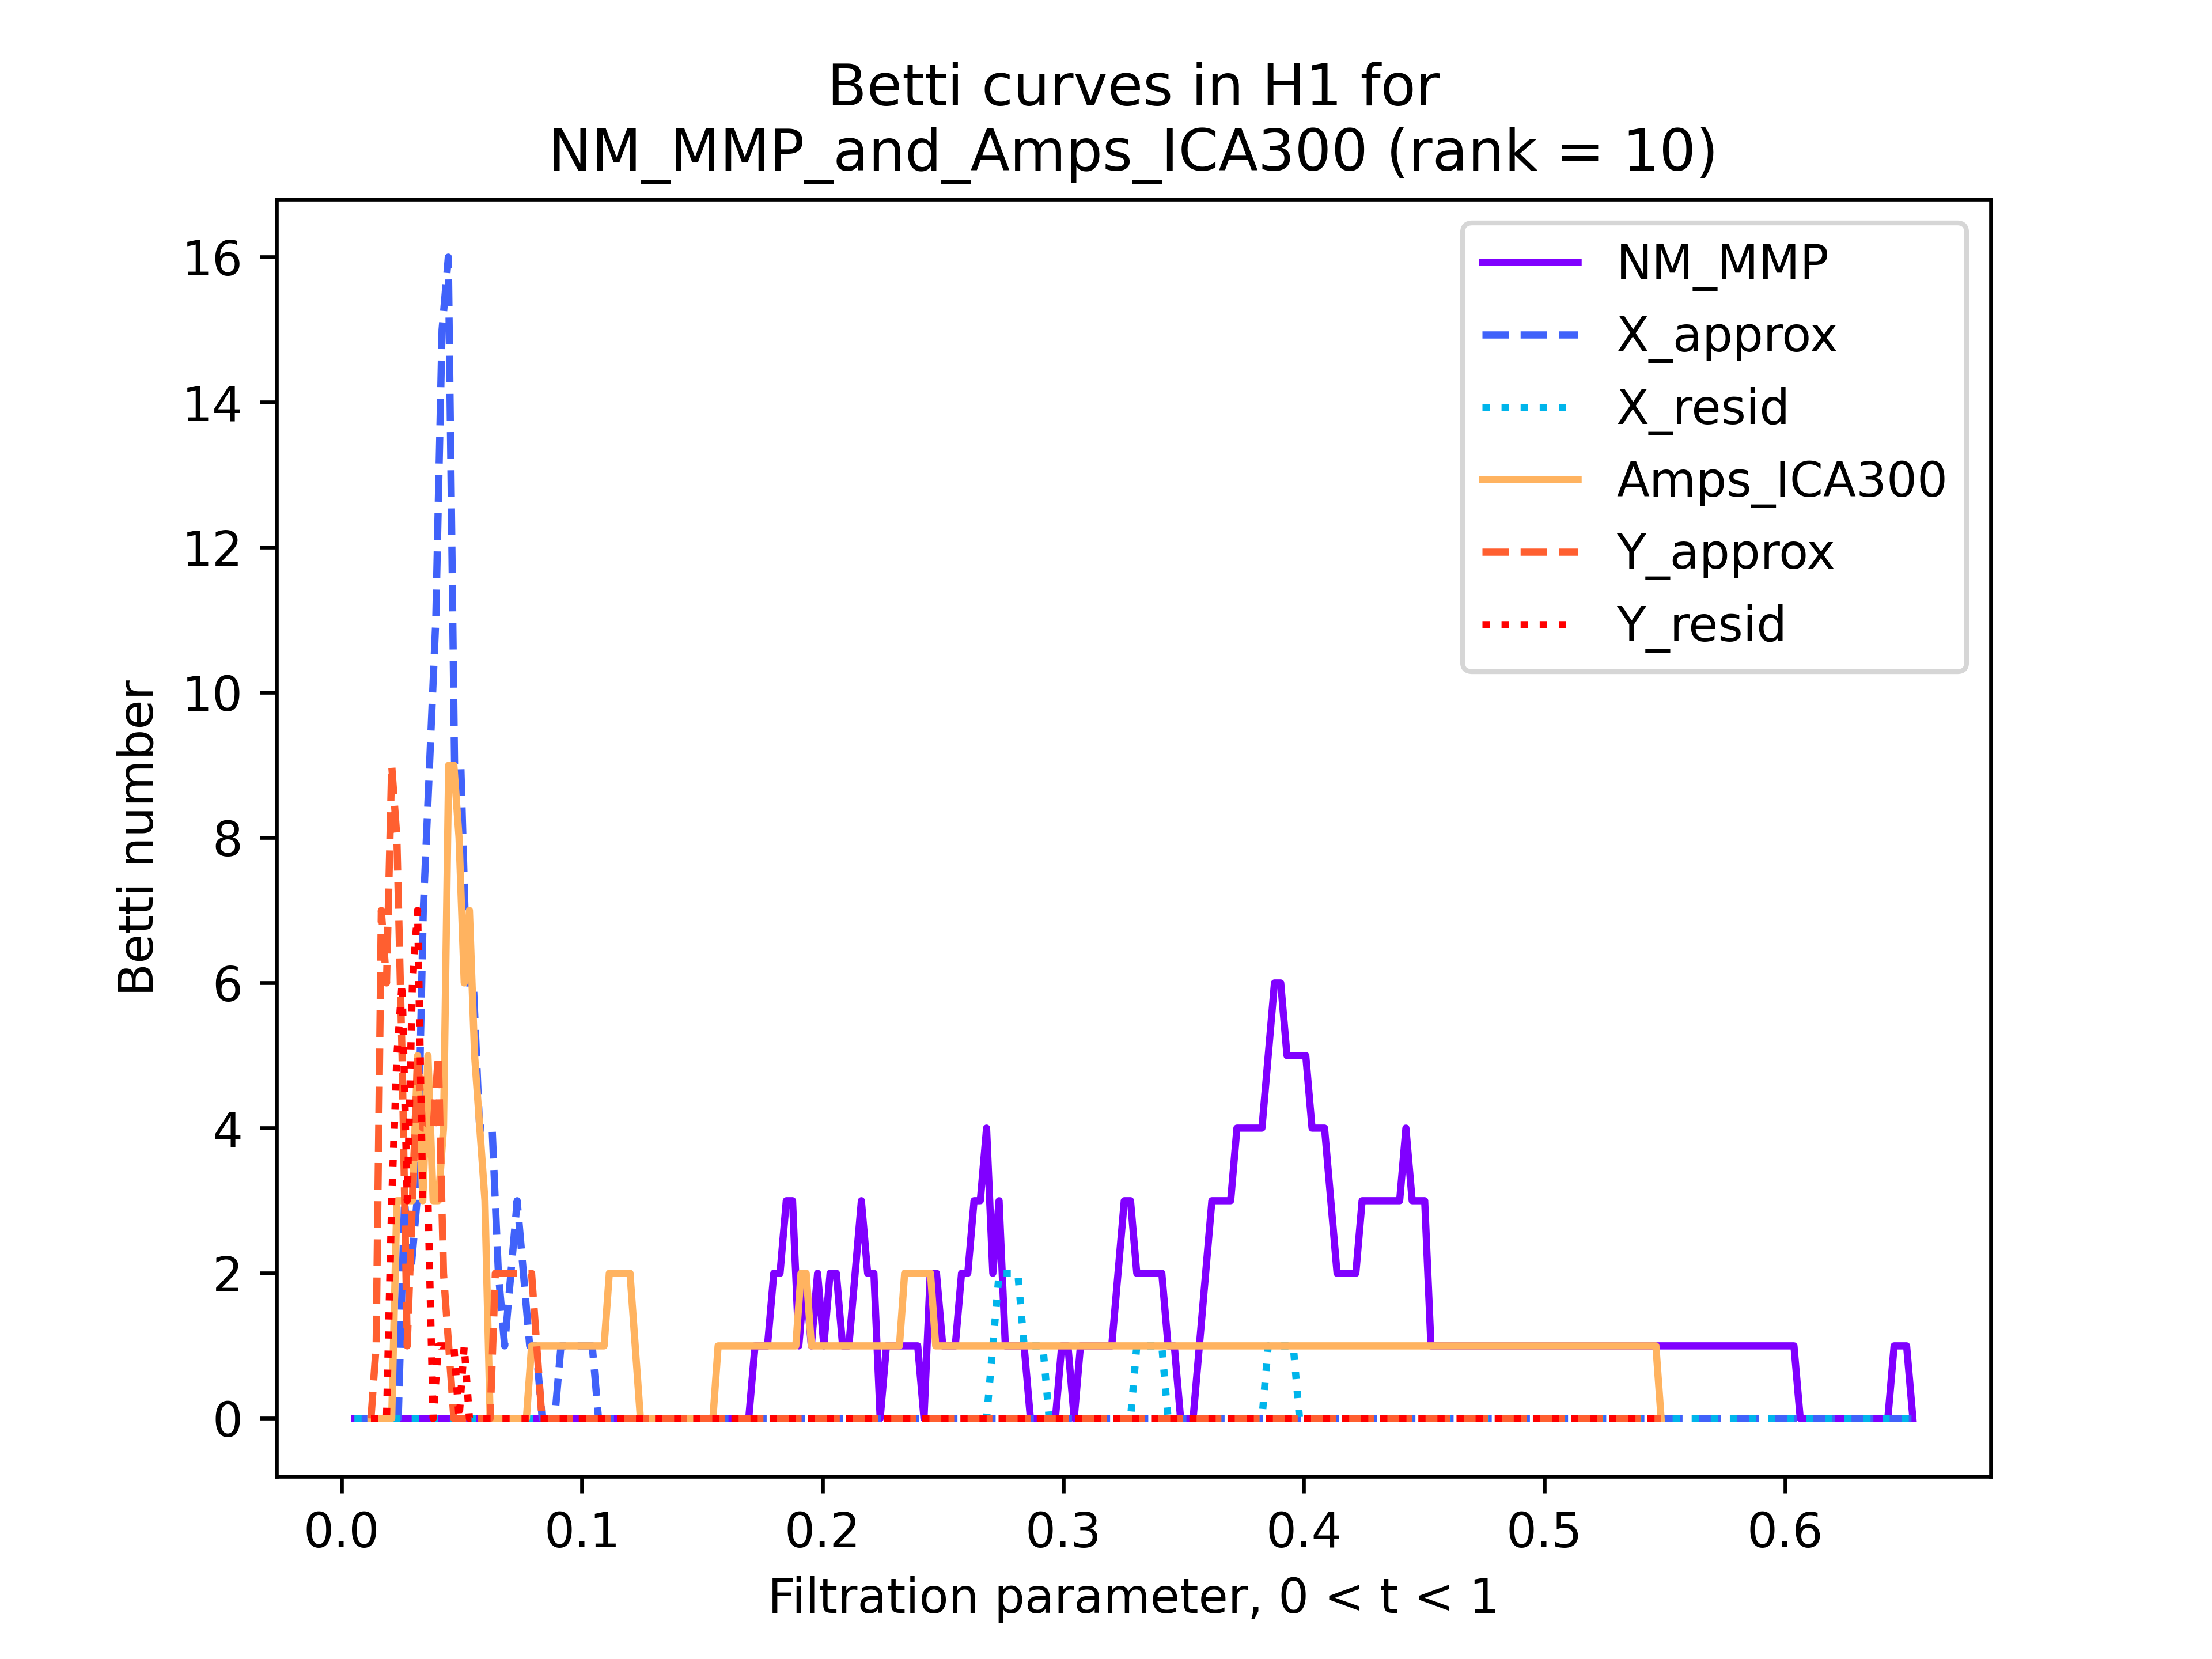 Betti curves in H1 for
NM_MMP_and_Amps_ICA300 (rank = 10)
NM_MMP
X_approx
X_resid
Amps_ICA300
Y_approx
Y_resid
16
14
12
10
8
6
4
2
0
Betti number
0.0 0.1 0.2 0.3 0.4 0.5 0.6
Filtration parameter, 0 < t < 1